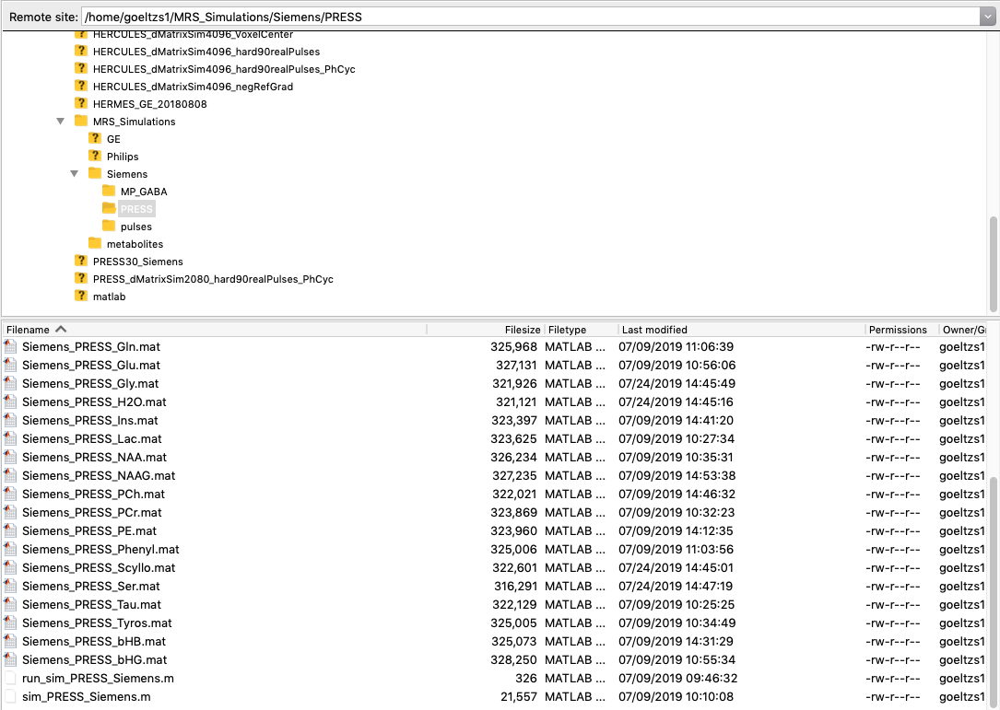 Remote site: /home/goeltzs1/MRS_Simulations/Siemens/PRESS
HERCULES_dMatrixSim4096_VoxelCenter
HERCULES_dMatrixSim4096_hard90realPulses
HERCULES_dMatrixSim4096_hard90realPulses_PhCyc
HERCULES_dMatrixSim4096_negRefGrad
HERMES_GE_20180808
MRS_Simulations
GE
Philips
Siemens
MP_GABA
PRESS
pulses
metabolites
PRESS30_Siemens
PRESS_dMatrixSim2080_hard90realPulses_PhCyc
matlab
Filename Filesize Filetype Last modified Permissions Owner/G
Siemens_PRESS_Gln.mat 325,968 MATLAB ... 07/09/2019 11:06:39 -rw-r--r-- goeltzs1
Siemens_PRESS_Glu.mat 327,131 MATLAB ... 07/09/2019 10:56:06 -rw-r--r-- goeltzs1
Siemens_PRESS_Gly.mat 321,926 MATLAB ... 07/24/2019 14:45:49 -rw-r--r-- goeltzs1
Siemens_PRESS_H2O.mat 321,121 MATLAB ... 07/24/2019 14:45:16 -rw-r--r-- goeltzs1
Siemens_PRESS_Ins.mat 323,397 MATLAB ... 07/09/2019 14:41:20 -rw-r--r-- goeltzs1
Siemens_PRESS_Lac.mat 323,625 MATLAB ... 07/09/2019 10:27:34 -rw-r--r-- goeltzs1
Siemens_PRESS_NAA.mat 326,234 MATLAB ... 07/09/2019 10:35:31 -rw-r--r-- goeltzs1
Siemens_PRESS_NAAG.mat 327,235 MATLAB ... 07/09/2019 14:53:38 -rw-r--r-- goeltzs1
Siemens_PRESS_PCh.mat 322,021 MATLAB ... 07/09/2019 14:46:32 -rw-r--r-- goeltzs1
Siemens_PRESS_PCr.mat 323,869 MATLAB ... 07/09/2019 10:32:23 -rw-r--r-- goeltzs1
Siemens_PRESS_PE.mat 323,960 MATLAB ... 07/09/2019 14:12:35 -rw-r--r-- goeltzs1
Siemens_PRESS_Phenyl.mat 325,006 MATLAB ... 07/09/2019 11:03:56 -rw-r--r-- goeltzs1
Siemens_PRESS_Scyllo.mat 322,601 MATLAB ... 07/24/2019 14:45:01 -rw-r--r-- goeltzs1
Siemens_PRESS_Ser.mat 316,291 MATLAB ... 07/24/2019 14:47:19 -rw-r--r-- goeltzs1
Siemens_PRESS_Tau.mat 322,129 MATLAB ... 07/09/2019 10:25:25 -rw-r--r-- goeltzs1
Siemens_PRESS_Tyros.mat 325,005 MATLAB ... 07/09/2019 10:34:49 -rw-r--r-- goeltzs1
Siemens_PRESS_bHB.mat 325,073 MATLAB ... 07/09/2019 14:31:29 -rw-r--r-- goeltzs1
Siemens_PRESS_bHG.mat 328,250 MATLAB ... 07/09/2019 10:55:34 -rw-r--r-- goeltzs1
run_sim_PRESS_Siemens.m 326 MATLAB ... 07/09/2019 09:46:32 -rw-r--r-- goeltzs1
sim_PRESS_Siemens.m 21,557 MATLAB ... 07/09/2019 10:10:08 -rw-r--r-- goeltzs1